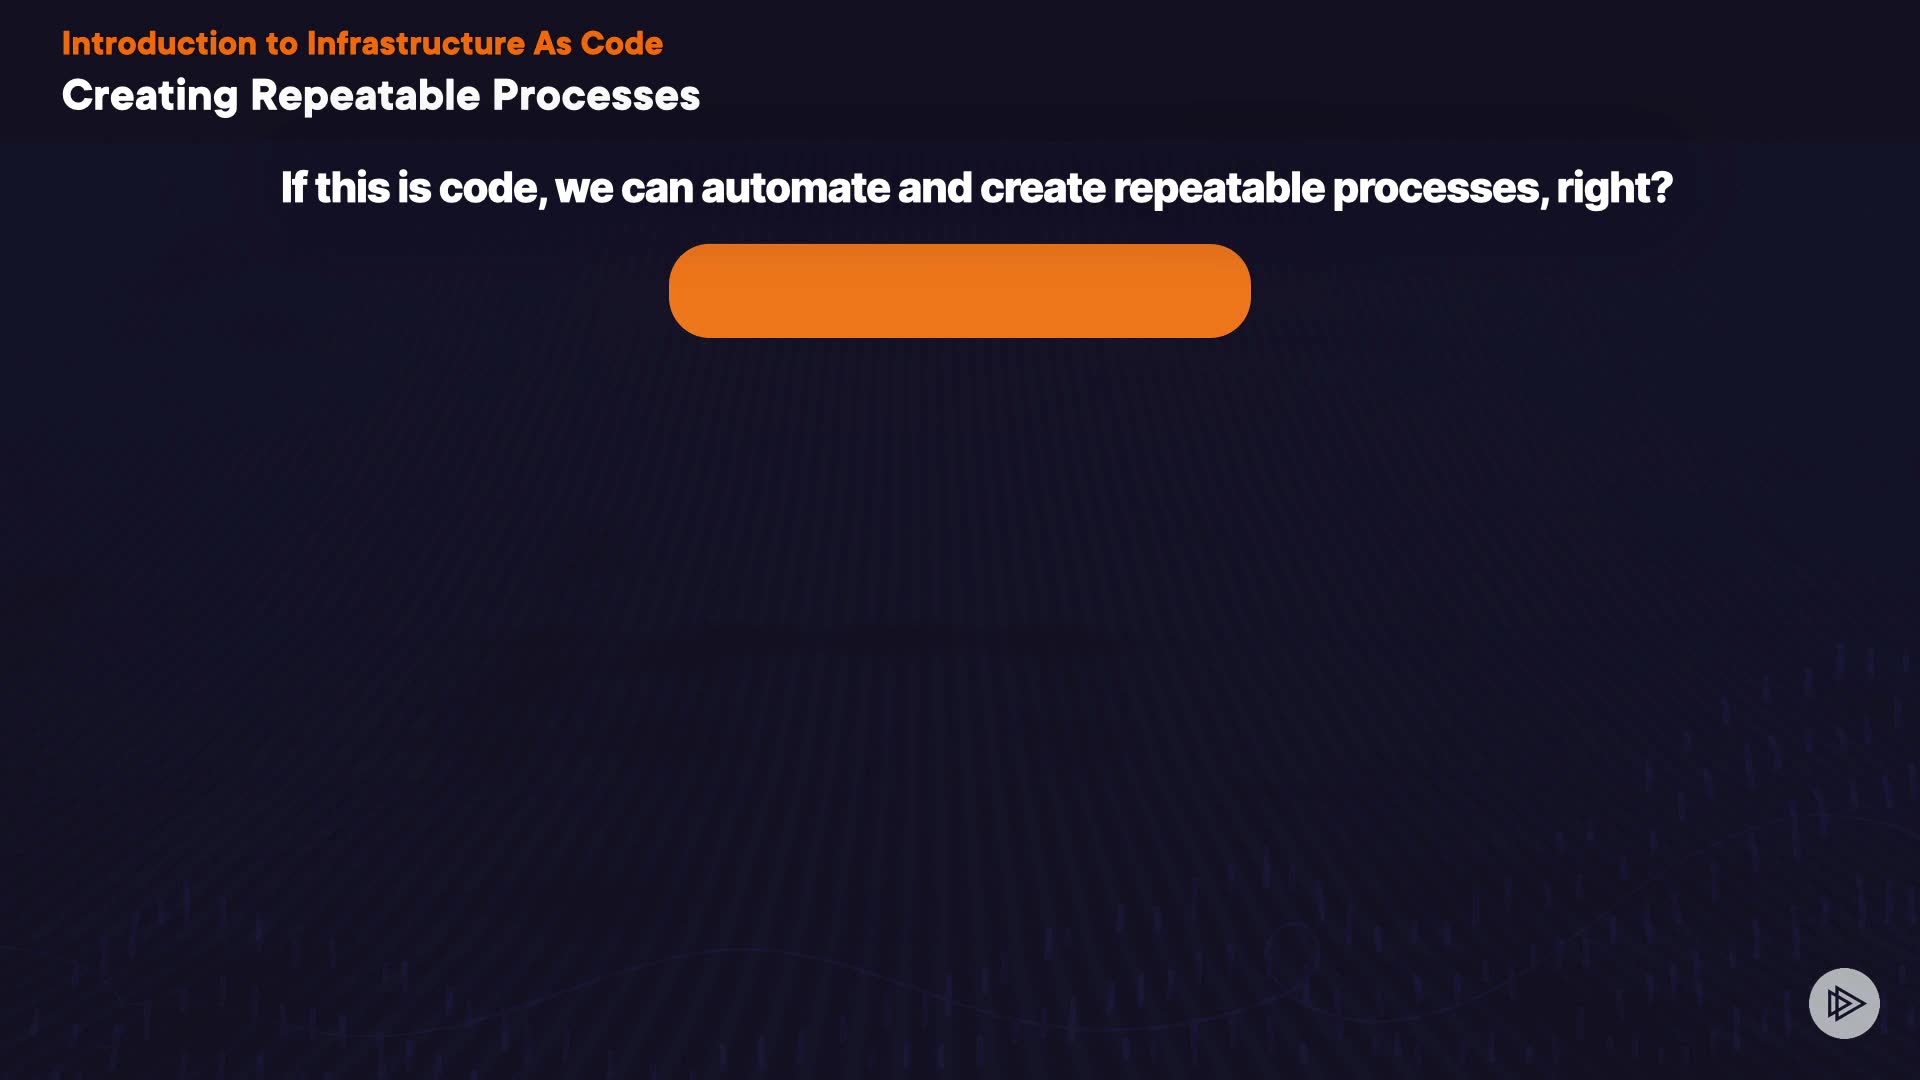 Introduction to Infrastructure As Code
Creating Repeatable Processes
If this is code, we can automate and create repeatable processes, right?